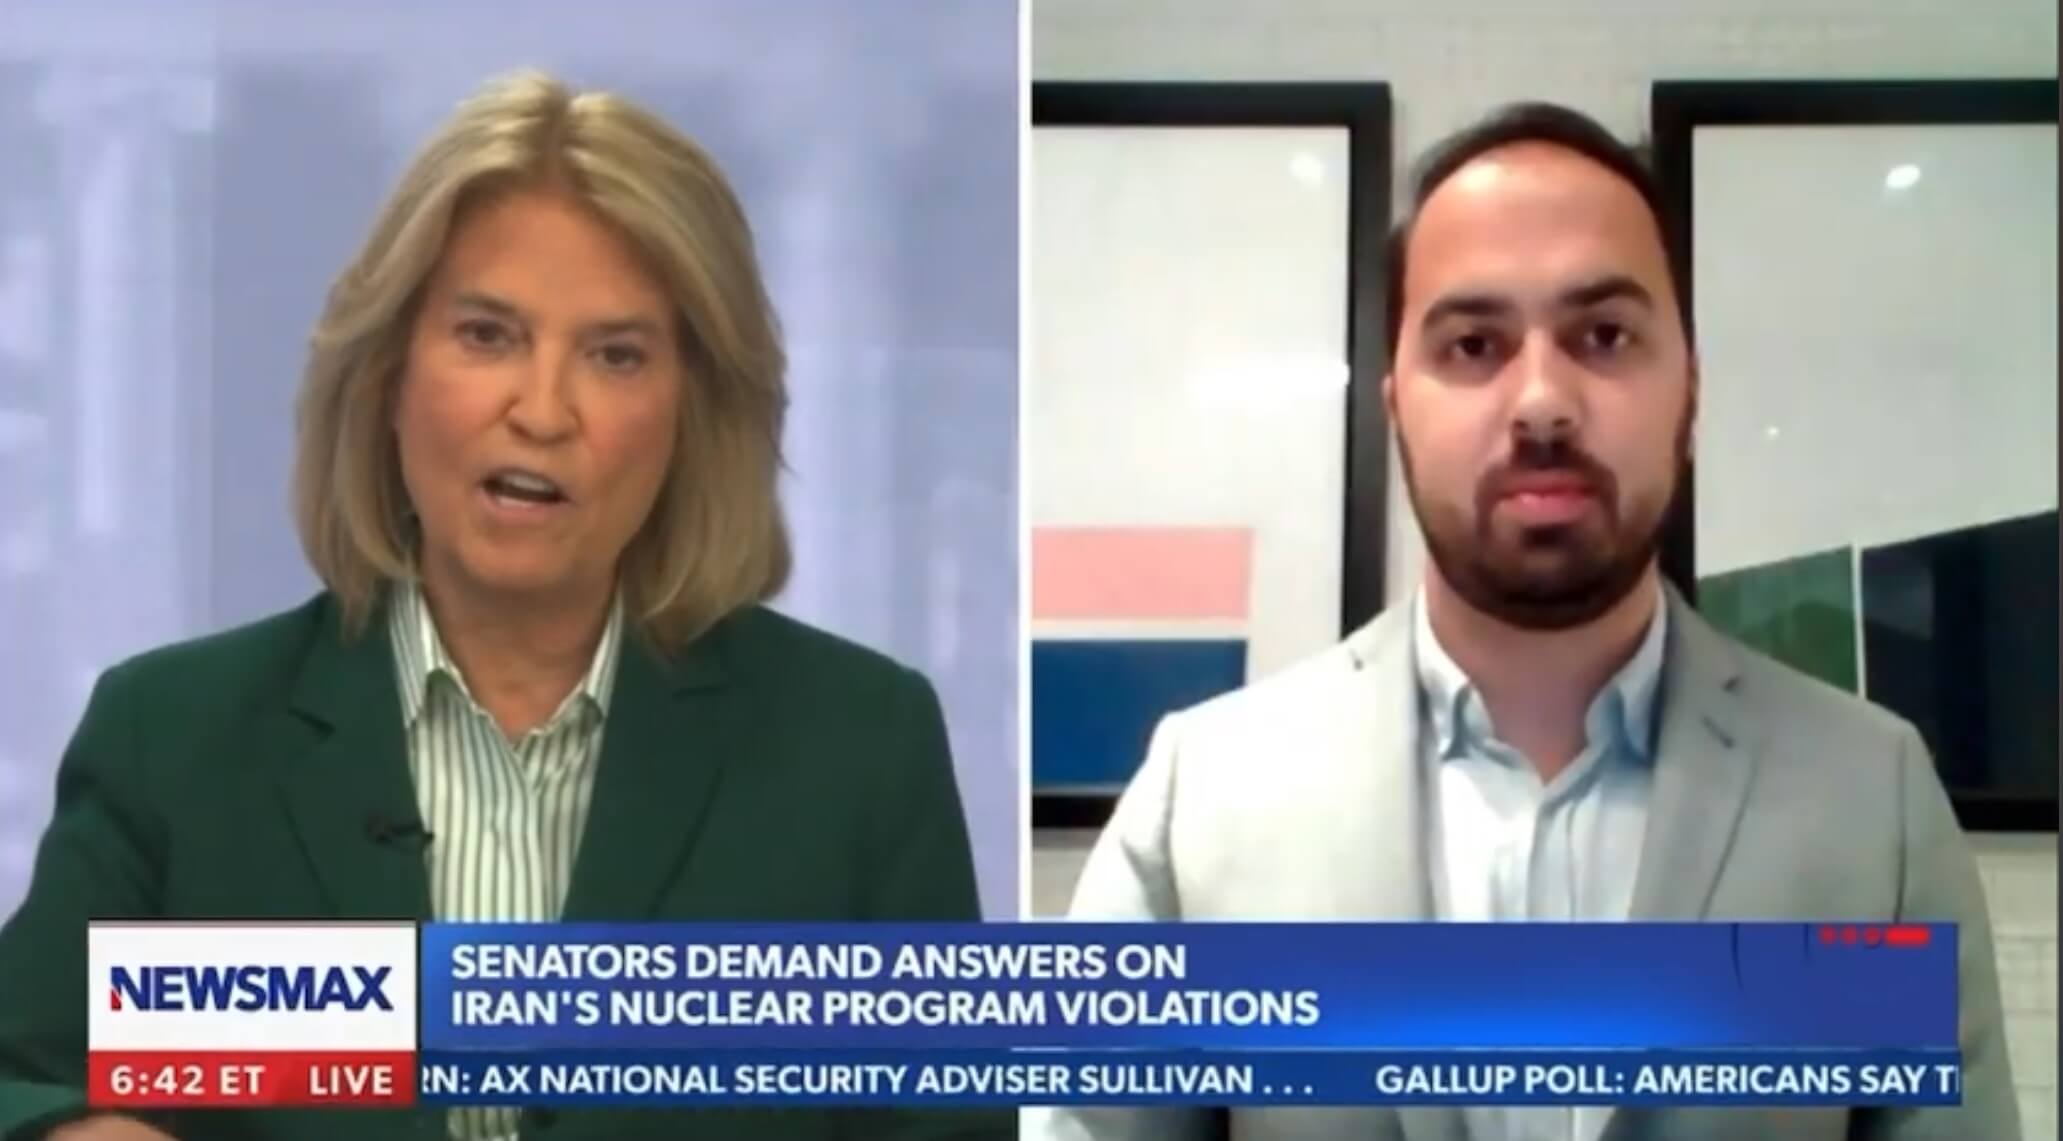 SENATORS DEMAND ANSWERS ON
IRAN'S NUCLEAR PROGRAM VIOLATIONS
NEWSMAX
6:42 ET LIVE
RN: AX NATIONAL SECURITY ADVISER SULLIVAN . . . GALLUP POLL: AMERICANS SAY T